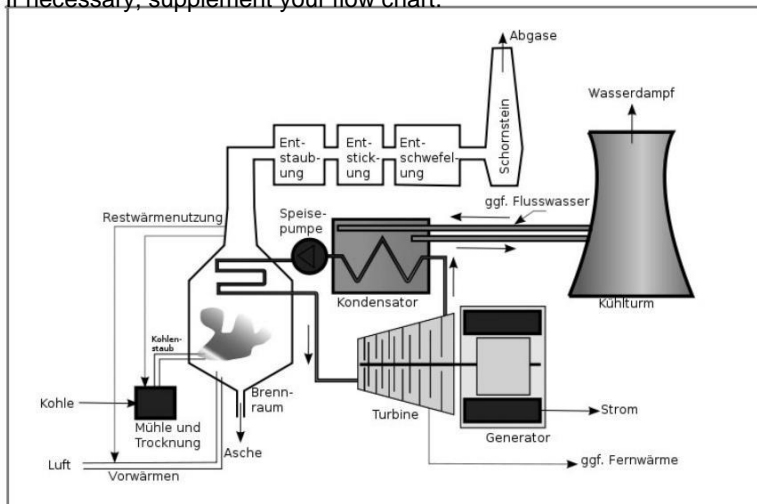 If necessary, supplement your flow chart.
Abgase
Wasserdampf
Schornstein
Ent-
staub-
ung
Ent-
stick-
ung
Ent-
schwefel-
ung
ggf. Flusswasser
Restwärmenutzung
Speise-
pumpe
Kondensator
Kühlturm
Kohlen-
staub
Kohle
Mühle und
Trocknung
Brenn-
raum
Turbine
Strom
Generator
Asche
Luft
Vorwärmen
ggf. Fernwärme